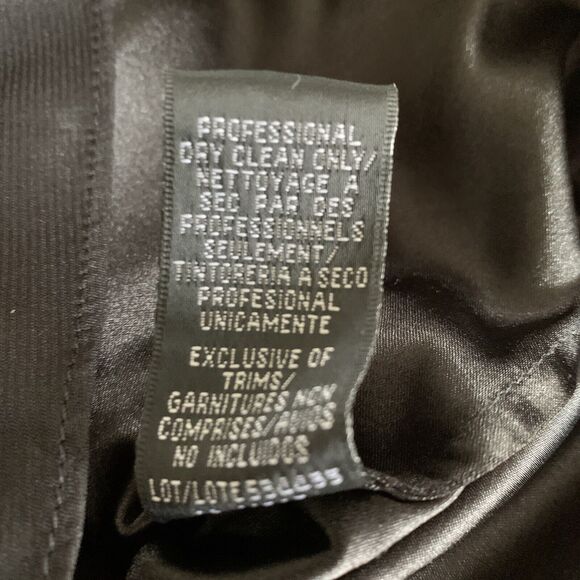 PROFESSIONAL
DRY CLEAN ONLY/
NETTOYAGE A
SEC PAR DES
PROFESSIONNELS
SEULEMENT/
TINTORERIA A SECO
PROFESIONAL
UNICAMENTE
EXCLUSIVE OF
TRIMS/
GARNITURES NON
COMPRISES/
NO INCLUIDOS
LOT/LOTE